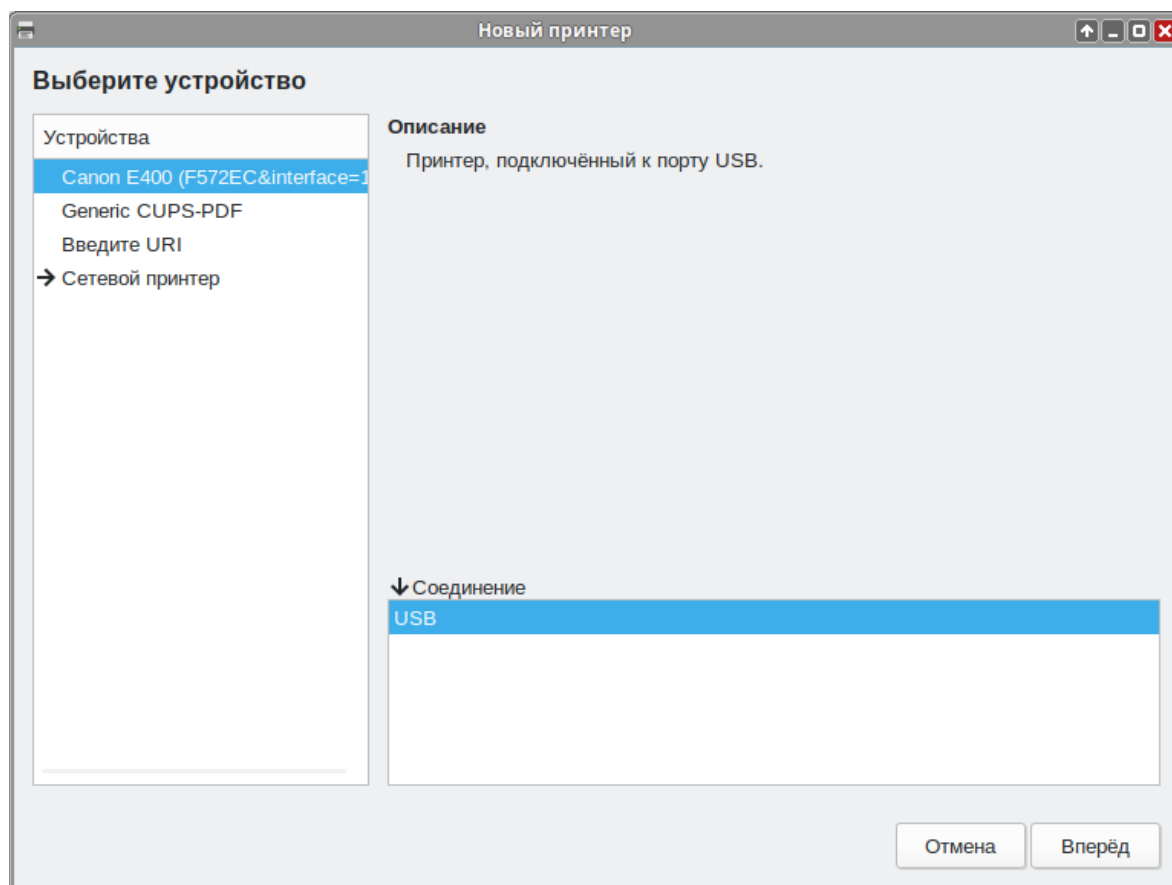 Новый принтер
Выберите устройство
Устройства
Canon E400 (F572EC&interface=1
Generic CUPS-PDF
Введите URI
Сетевой принтер
Описание
Принтер, подключённый к порту USB.
Соединение
USB
Отмена
Вперёд